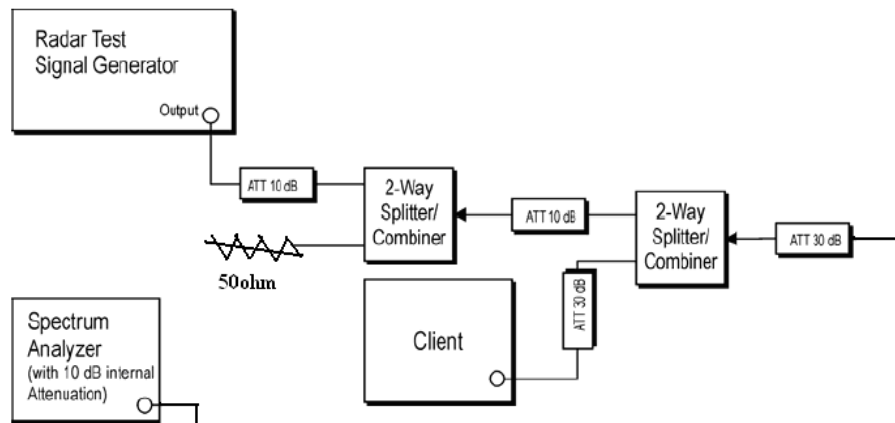 Radar Test
Signal Generator
Output
ATT 10 dB
2-Way
Splitter/
Combiner
ATT 10 dB
2-Way
Splitter/
Combiner
ATT 30 dB
50ohm
ATT 30 dB
Client
Spectrum
Analyzer
(with 10 dB internal
Attenuation)